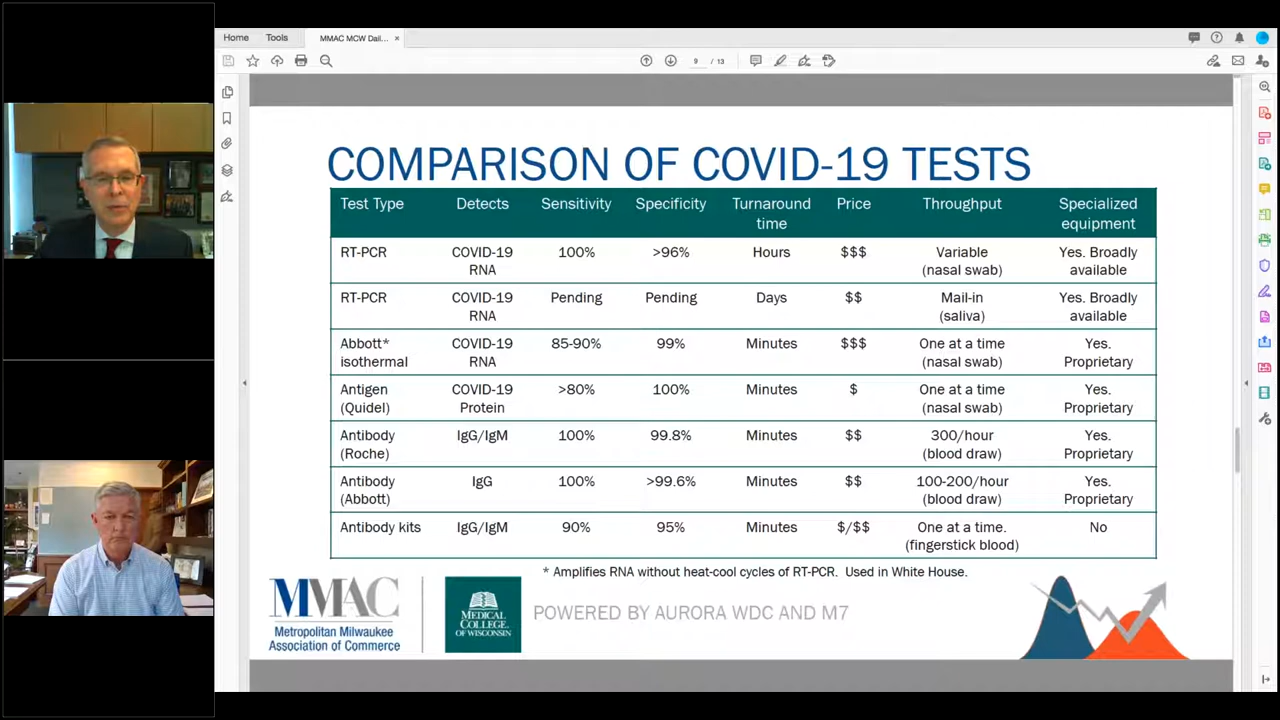 Home Tools MMAC MCW Dail... ×
9 / 13
COMPARISON OF COVID-19 TESTS
Test Type Detects Sensitivity Specificity Turnaround time Price Throughput Specialized equipment
RT-PCR COVID-19 RNA 100% >96% Hours $$$ Variable (nasal swab) Yes. Broadly available
RT-PCR COVID-19 RNA Pending Pending Days $$ Mail-in (saliva) Yes. Broadly available
Abbott* isothermal COVID-19 RNA 85-90% 99% Minutes $$$ One at a time (nasal swab) Yes. Proprietary
Antigen (Quidel) COVID-19 Protein >80% 100% Minutes $ One at a time (nasal swab) Yes. Proprietary
Antibody (Roche) IgG/IgM 100% 99.8% Minutes $$ 300/hour (blood draw) Yes. Proprietary
Antibody (Abbott) IgG 100% >99.6% Minutes $$ 100-200/hour (blood draw) Yes. Proprietary
Antibody kits IgG/IgM 90% 95% Minutes $/$$ One at a time. (fingerstick blood) No
* Amplifies RNA without heat-cool cycles of RT-PCR. Used in White House.
MMAC
Metropolitan Milwaukee
Association of Commerce
MEDICAL
COLLEGE
OF WISCONSIN
POWERED BY AURORA WDC AND M7